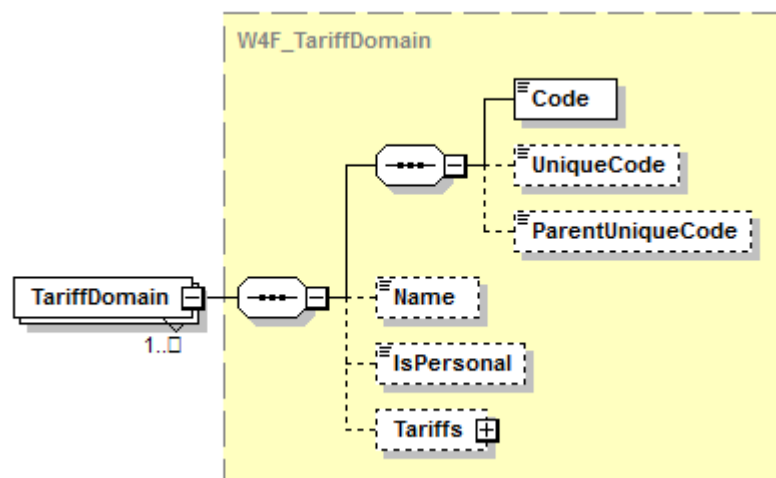 W4F_TariffDomain
Code
UniqueCode
ParentUniqueCode
TariffDomain
1..□
Name
IsPersonal
Tariffs